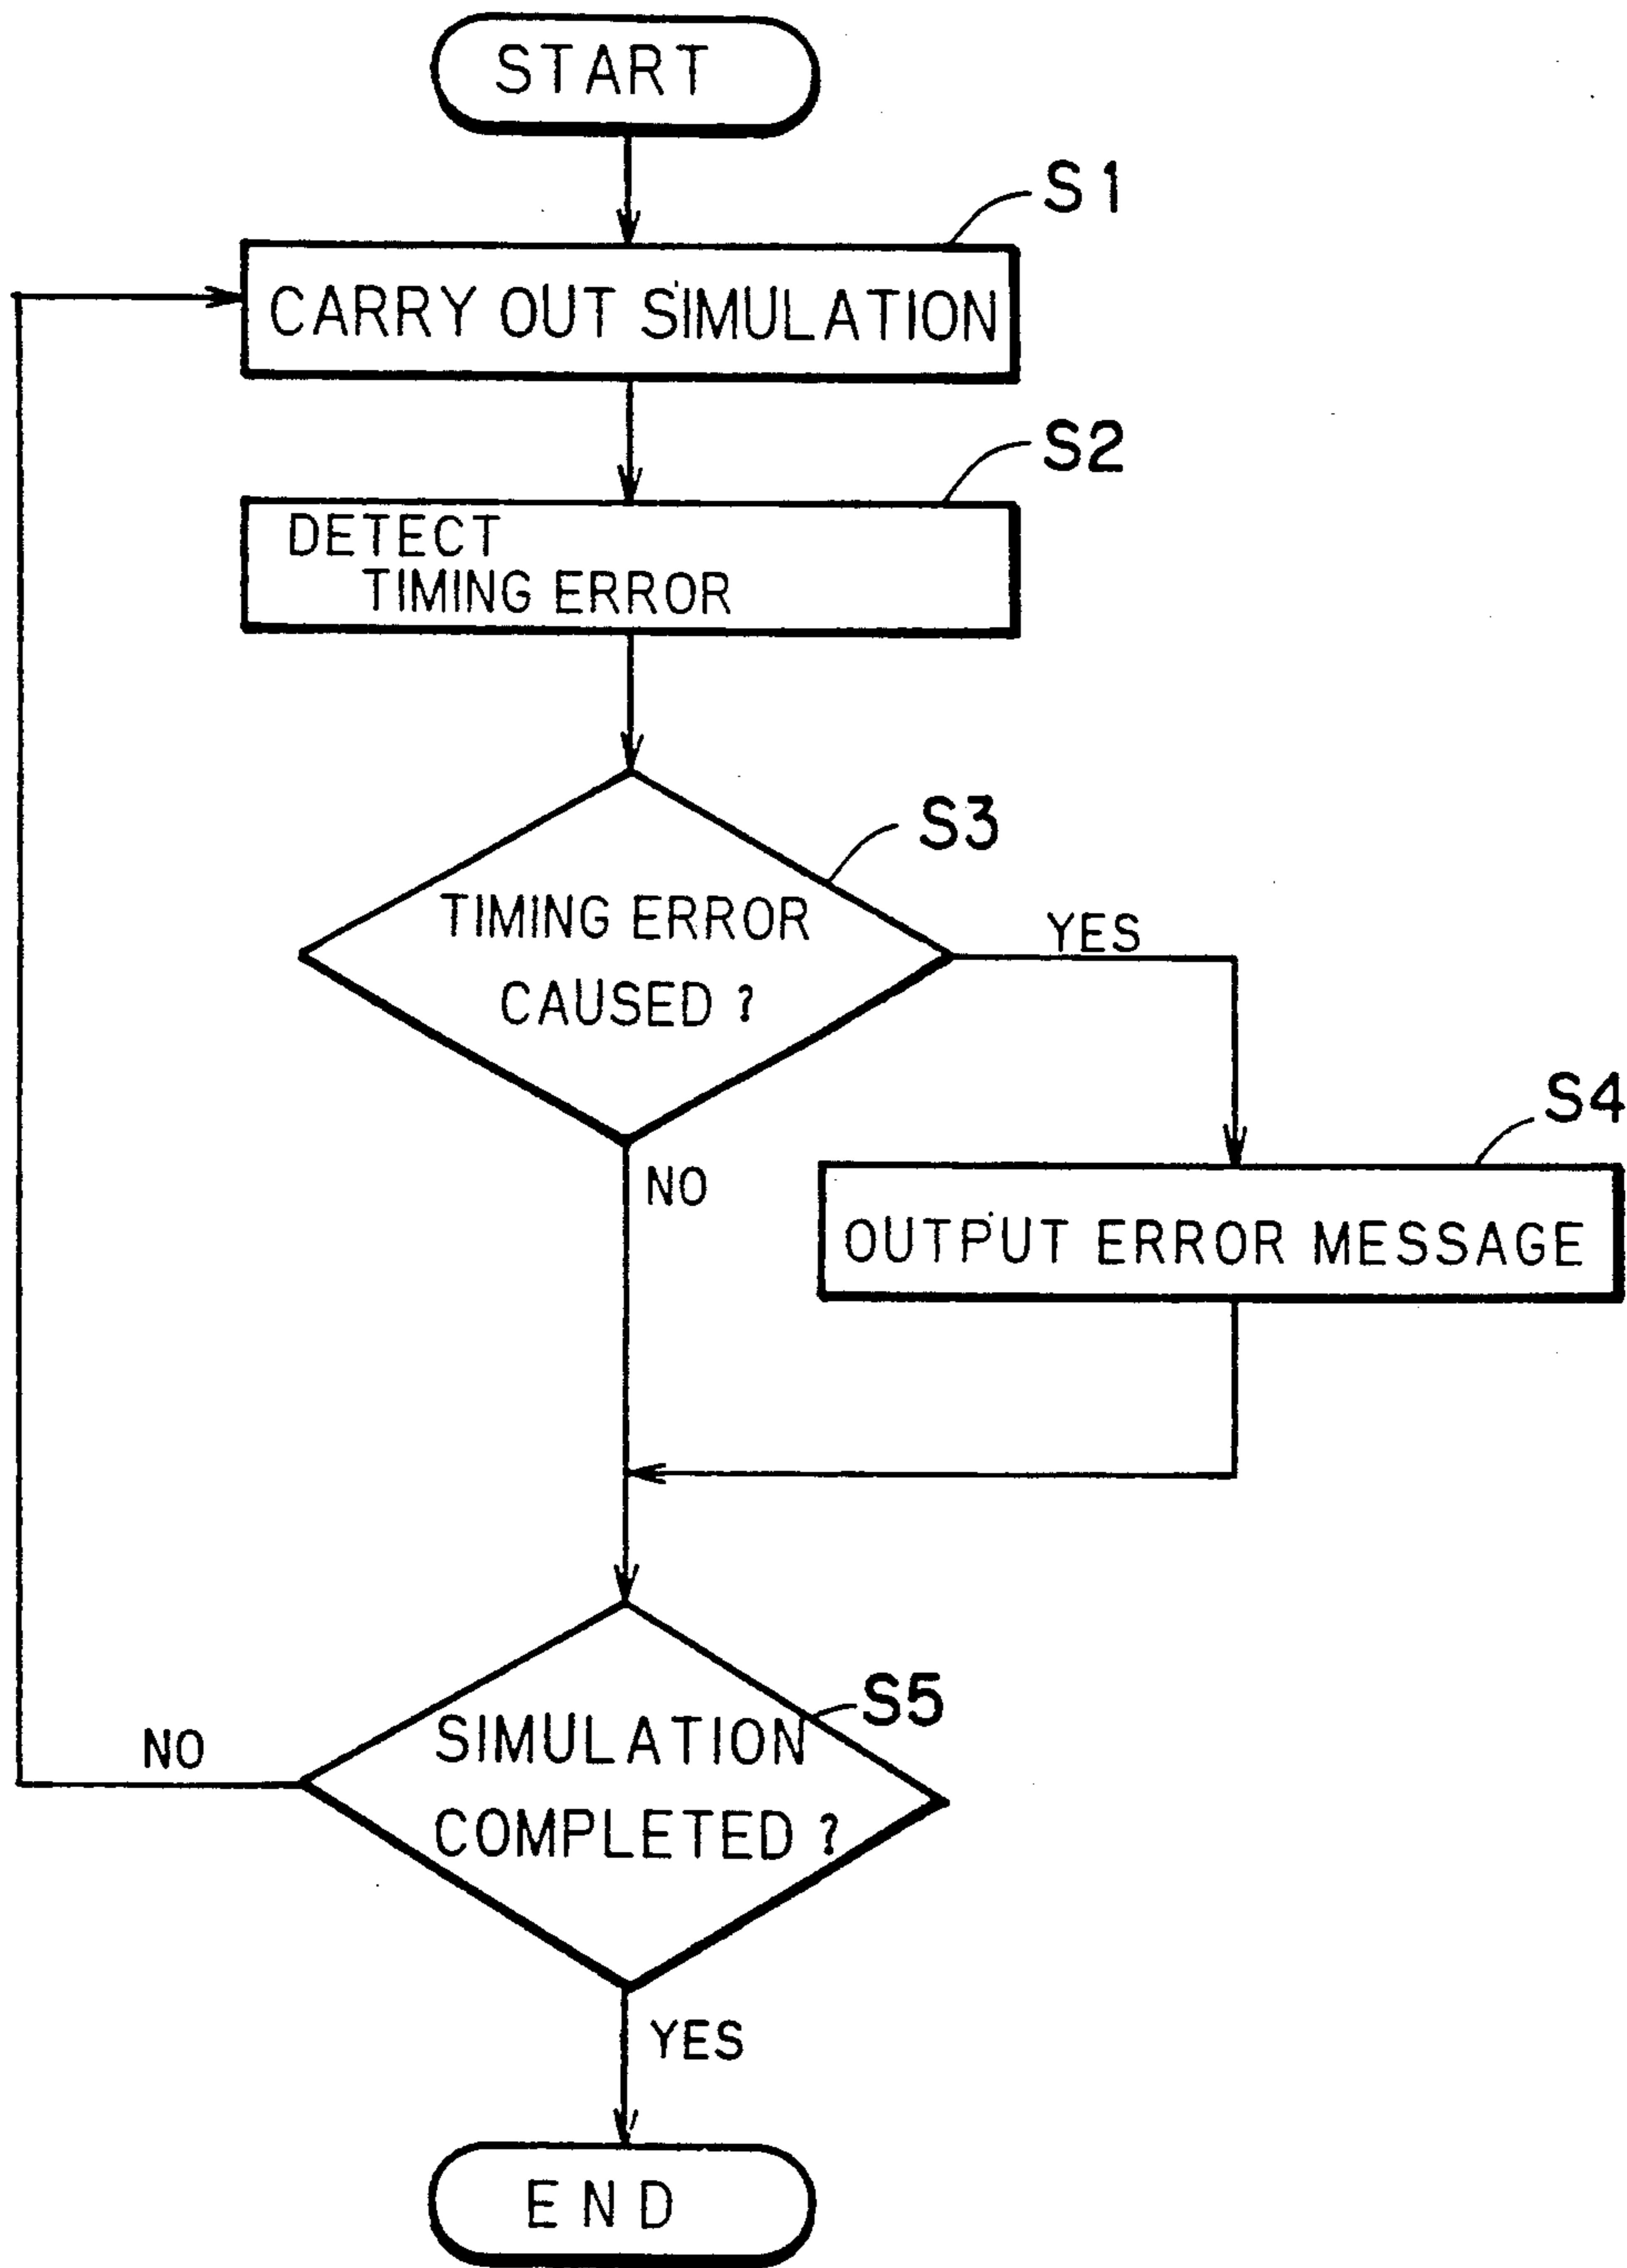 START
S1
CARRY OUT SIMULATION
S2
DETECT
TIMING ERROR
S3
TIMING ERROR
CAUSED ?
YES
NO
S4
OUTPUT ERROR MESSAGE
S5
SIMULATION
COMPLETED ?
NO
YES
END